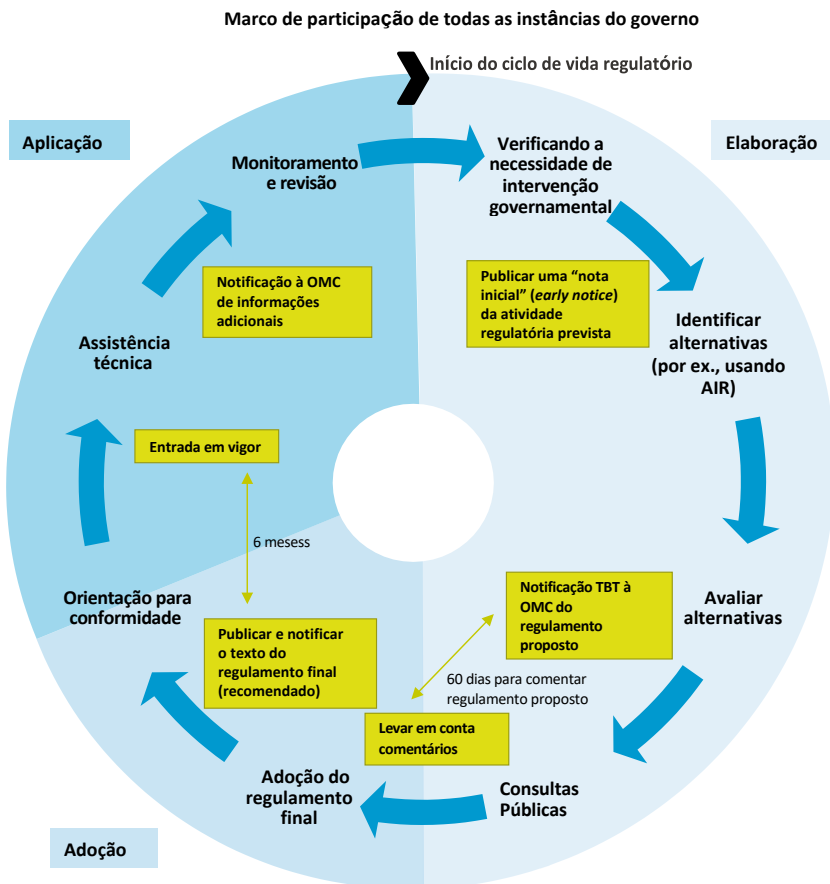 Marco de participação de todas as instâncias do governo
Início do ciclo de vida regulatório
Aplicação
Elaboração
Monitoramento
e revisão
Verificando a
necessidade de
intervenção
governamental
Notificação à OMC
de informações
adicionais
Publicar uma “nota
inicial” (early notice)
da atividade
regulatória prevista
Identificar
alternativas
(por ex., usando
AIR)
Assistência
técnica
Entrada em vigor
6 mesess
Orientação para
conformidade
Notificação TBT à
OMC do
regulamento
proposto
Avaliar
alternativas
Publicar e notificar
o texto do
regulamento final
(recomendado)
60 dias para comentar
regulamento proposto
Levar em conta
comentários
Adoção do
regulamento
final
Consultas
Públicas
Adoção